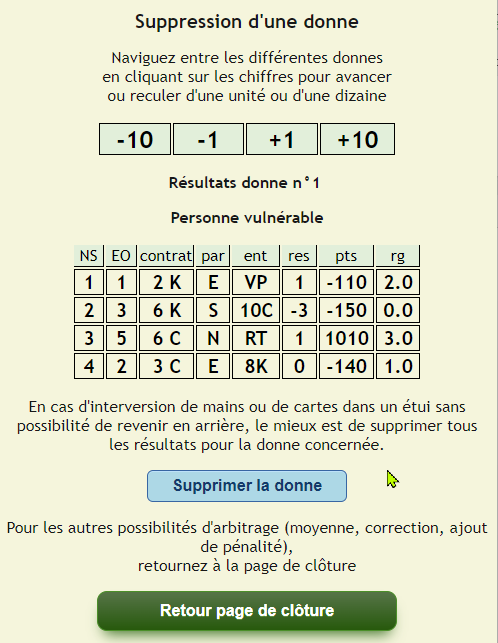 Suppression d'une donne
Naviguez entre les différentes donnes
en cliquant sur les chiffres pour avancer
ou reculer d'une unité ou d'une dizaine
-10 -1 +1 +10
Résultats donne n°1
Personne vulnérable
NS EO contrat par ent res pts rg
1 1 2 K E VP 1 -110 2.0
2 3 6 K S 10C -3 -150 0.0
3 5 6 C N RT 1 1010 3.0
4 2 3 C E 8K 0 -140 1.0
En cas d'interversion de mains ou de cartes dans un étui sans
possibilité de revenir en arrière, le mieux est de supprimer tous
les résultats pour la donne concernée.
Supprimer la donne
Pour les autres possibilités d'arbitrage (moyenne, correction, ajout
de pénalité),
retournez à la page de clôture
Retour page de clôture